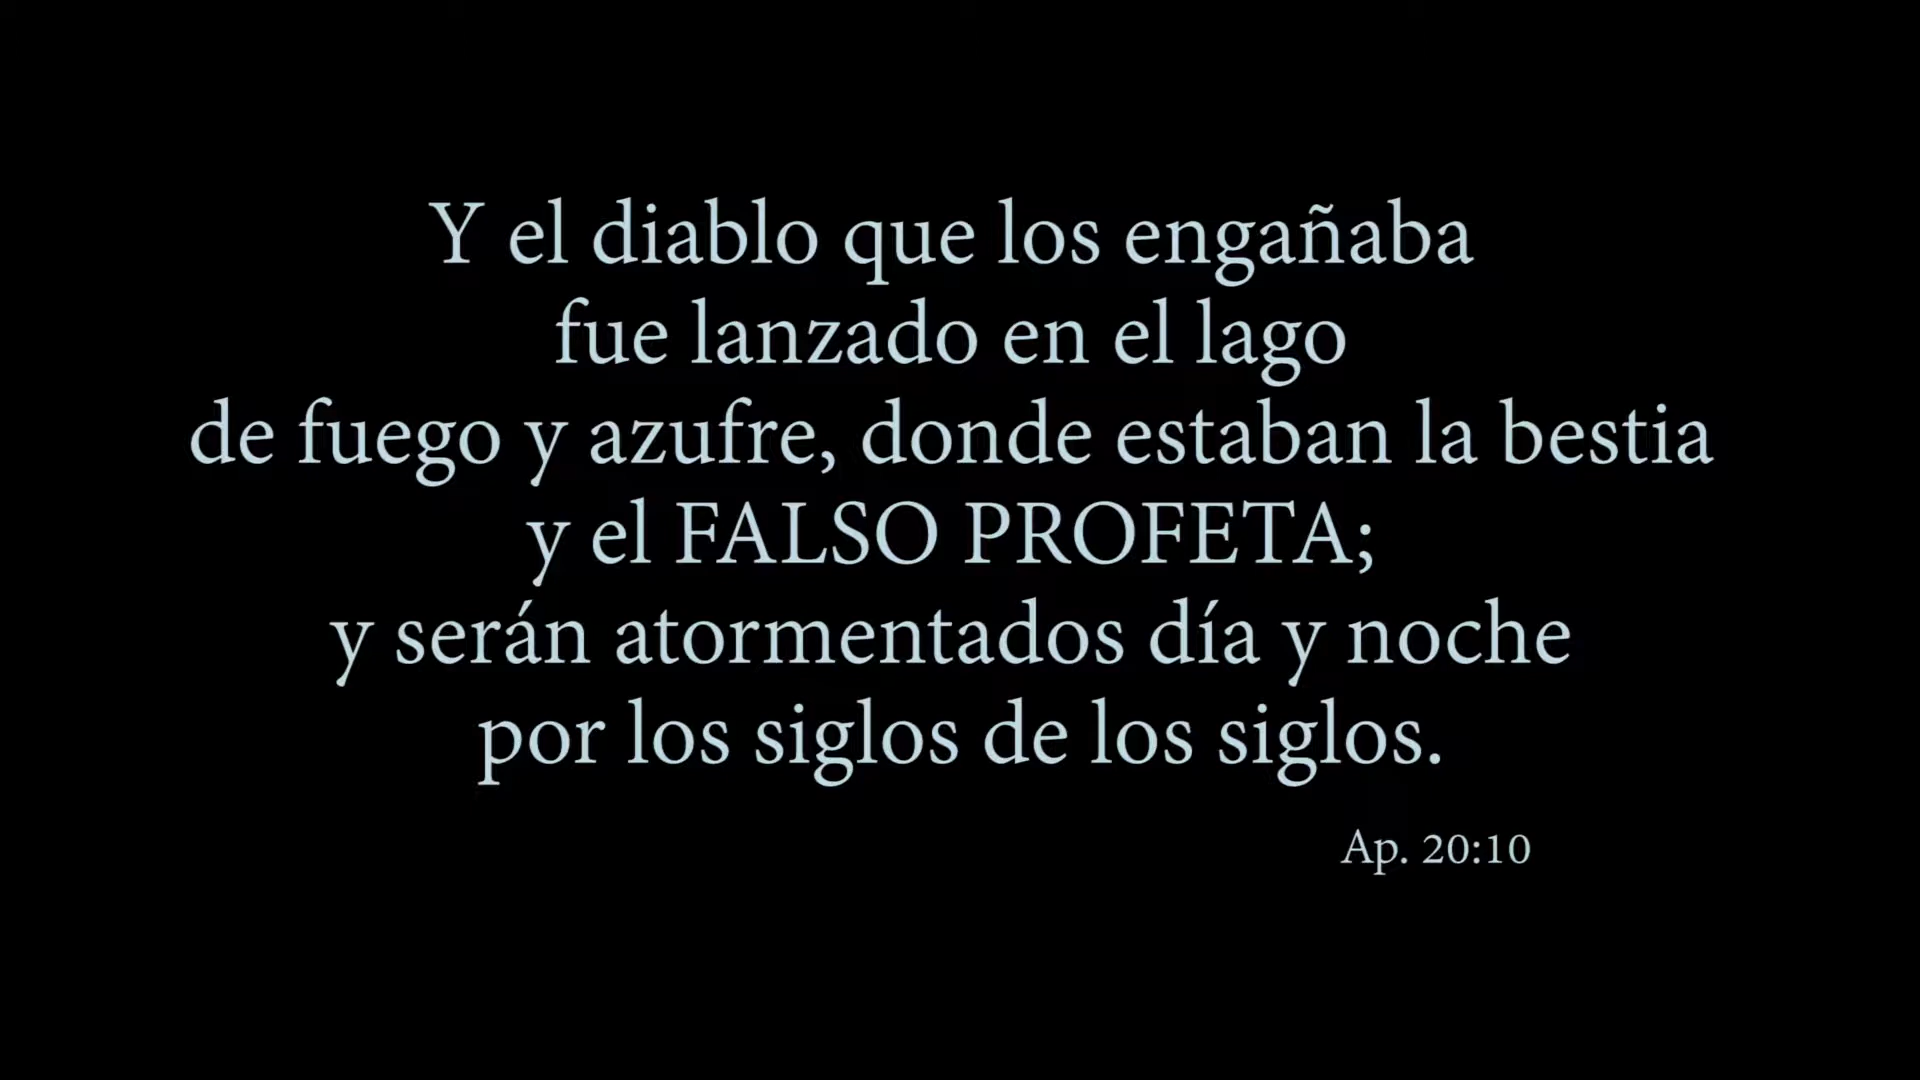 Y el diablo que los engañaba
fue lanzado en el lago
de fuego y azufre, donde estaban la bestia
y el FALSO PROFETA;
y serán atormentados día y noche
por los siglos de los siglos.
Ap. 20:10